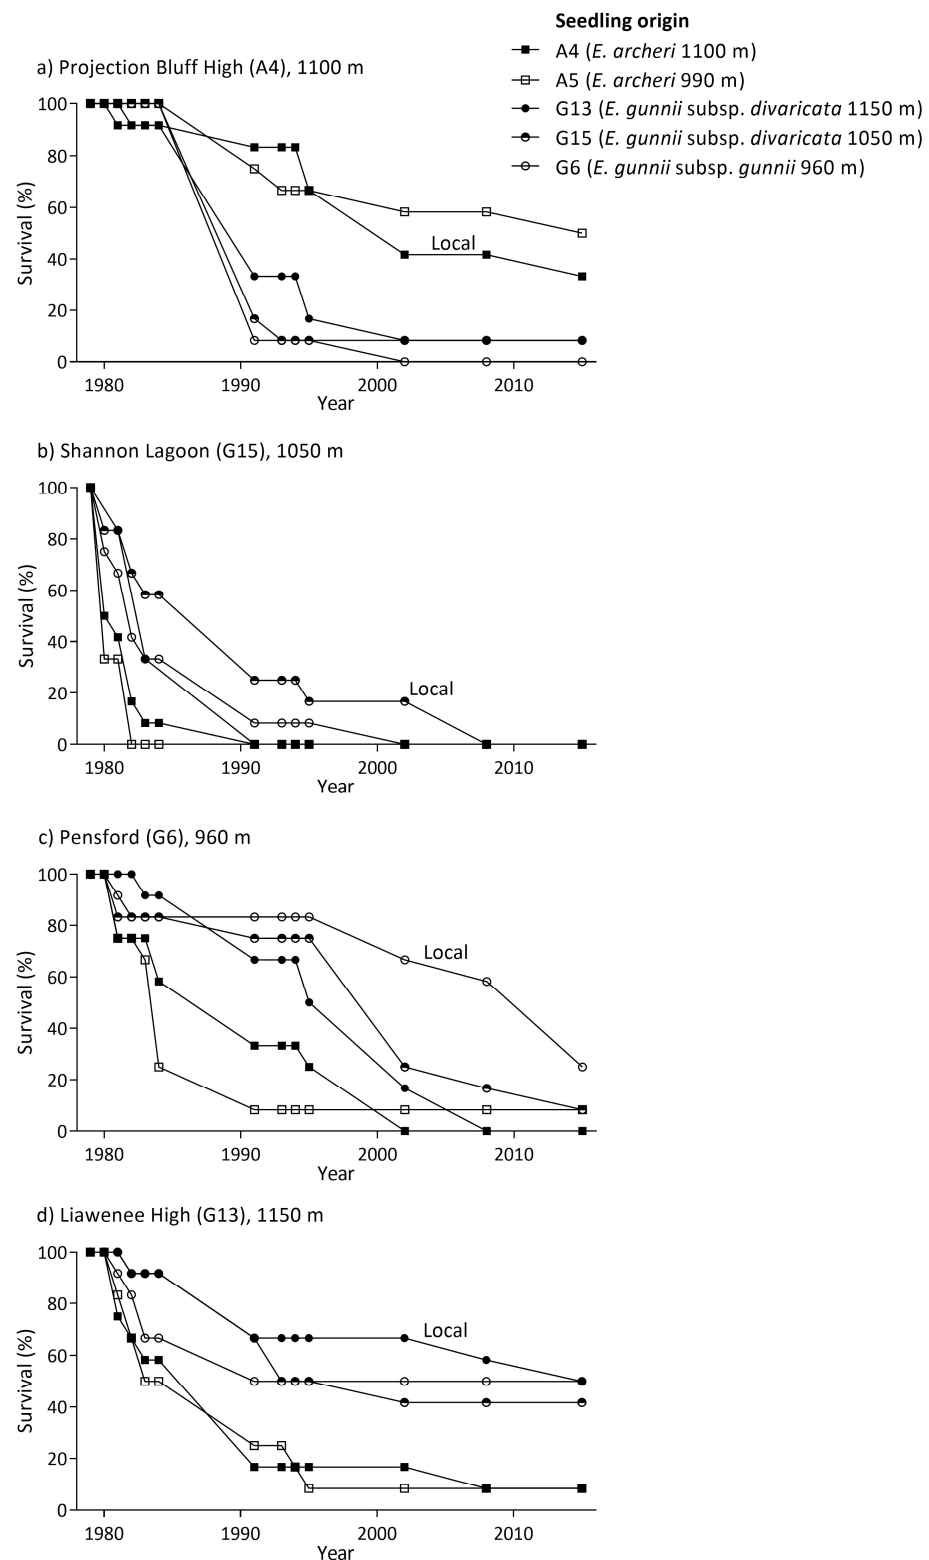 Seedling origin
A4 (E. archeri 1100 m)
A5 (E. archeri 990 m)
G13 (E. gunnii subsp. divaricata 1150 m)
G15 (E. gunnii subsp. divaricata 1050 m)
G6 (E. gunnii subsp. gunnii 960 m)
a) Projection Bluff High (A4), 1100 m
100
80
60
40
20
0
Survival (%)
Local
1980 1990 2000 2010
Year
b) Shannon Lagoon (G15), 1050 m
100
80
60
40
20
0
Survival (%)
Local
1980 1990 2000 2010
Year
c) Pensford (G6), 960 m
100
80
60
40
20
0
Survival (%)
Local
1980 1990 2000 2010
Year
d) Liawenee High (G13), 1150 m
100
80
60
40
20
0
Survival (%)
Local
1980 1990 2000 2010
Year